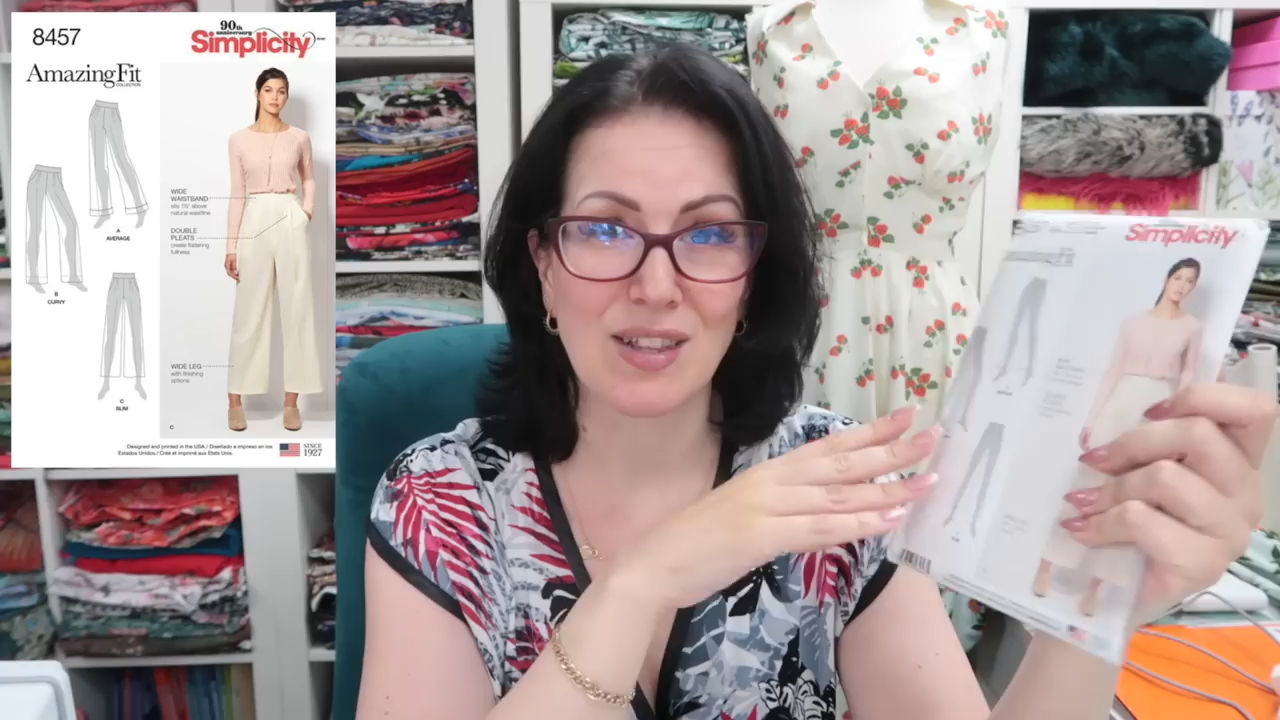 8457
90th
anniversary
Simplicity
AmazingFit
COLLECTION
WIDE
WAISTBAND
sits 1½" above
natural waistline
DOUBLE
PLEATS
create flattering
fullness
A
AVERAGE
B
CURVY
WIDE LEG
with finishing
options
C
SLIM
C
Designed and printed in the USA / Diseñado e impreso en los
Estados Unidos / Créé et imprimé aux Etats Unis.
SINCE
1927
Simplicity